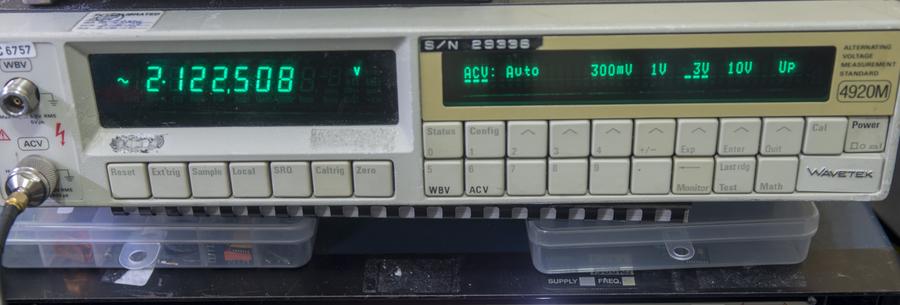 C 6757
WBV
ACV
~ 2.122,508 V
S/N 29336
ACV: Auto 300mV 1V 3V 10V Up
ALTERNATING
VOLTAGE
MEASUREMENT
STANDARD
4920M
Reset Ext'trig Sample Local SRQ Caltrig Zero
Status Config +/- Exp Enter Quit Cal Power
0 1 2 3 4
5 6 7 8 9 . Monitor Last rdg Test Math
WBV ACV
WAVETEK
SUPPLY FREQ.